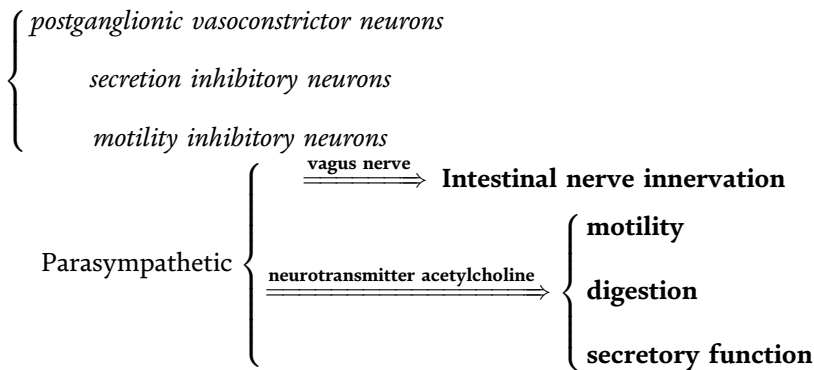 postganglionic vasoconstrictor neurons
secretion inhibitory neurons
motility inhibitory neurons
Parasympathetic
vagus nerve
Intestinal nerve innervation
neurotransmitter acetylcholine
motility
digestion
secretory function